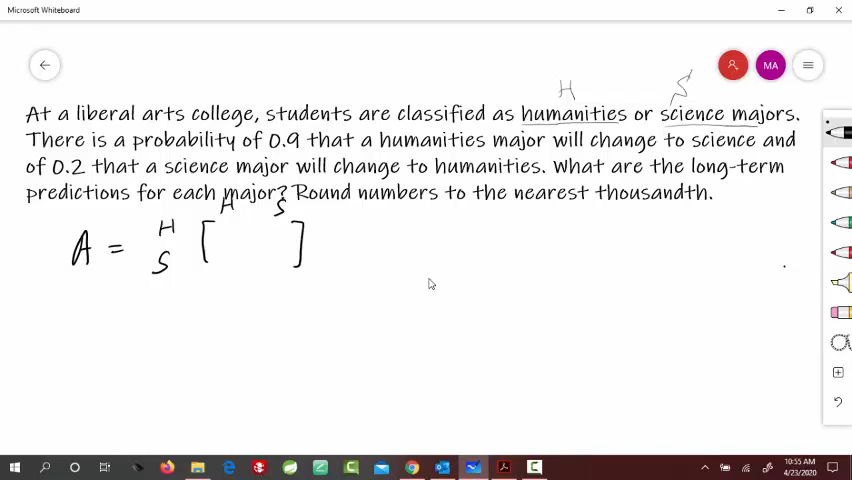 Microsoft Whiteboard
MA
H S
At a liberal arts college, students are classified as humanities or science majors.
There is a probability of 0.9 that a humanities major will change to science and
of 0.2 that a science major will change to humanities. What are the long-term
predictions for each major? Round numbers to the nearest thousandth.
H S
A = H [ ]
S
10:55 AM
4/23/2020